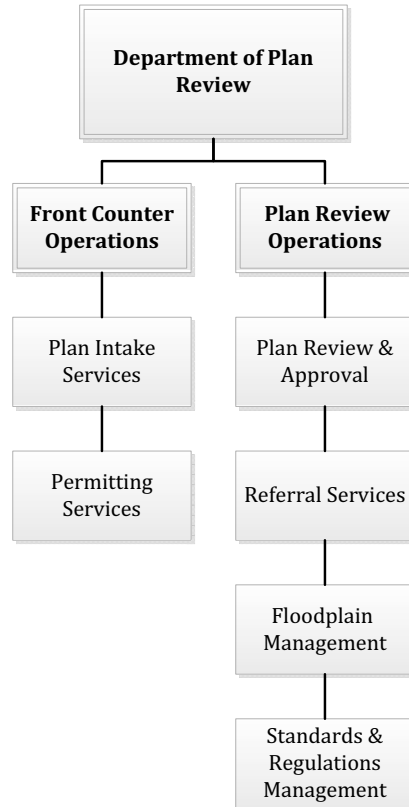 Department of Plan
Review
Front Counter
Operations
Plan Intake
Services
Permitting
Services
Plan Review
Operations
Plan Review &
Approval
Referral Services
Floodplain
Management
Standards &
Regulations
Management